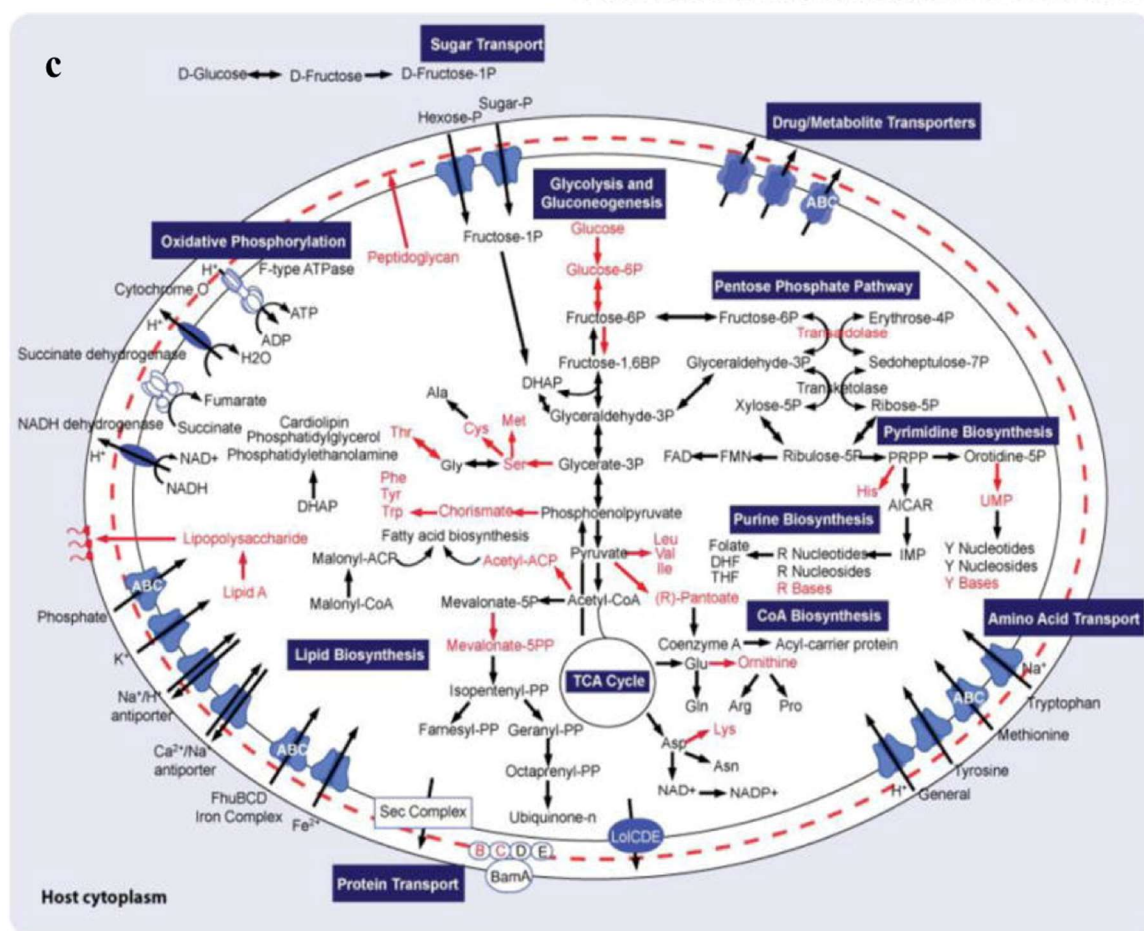 c
Sugar Transport
D-Glucose
D-Fructose
D-Fructose-1P
Hexose-P
Sugar-P
Drug/Metabolite Transporters
ABC
Glycolysis and
Gluconeogenesis
Glucose
Glucose-6P
Fructose-6P
Fructose-1,6BP
Fructose-1P
DHAP
Glyceraldehyde-3P
Glycerate-3P
Phosphoenolpyruvate
Pyruvate
Acetyl-CoA
Peptidoglycan
Oxidative Phosphorylation
H⁺
F-type ATPase
Cytochrome O
ATP
ADP
H⁺
H2O
Succinate dehydrogenase
Fumarate
Succinate
NADH dehydrogenase
H⁺
NAD+
NADH
Cardiolipin
Phosphatidylglycerol
Phosphatidylethanolamine
DHAP
Pentose Phosphate Pathway
Fructose-6P
Erythrose-4P
Transaldolase
Glyceraldehyde-3P
Sedoheptulose-7P
Transketolase
Xylose-5P
Ribose-5P
Pyrimidine Biosynthesis
FAD
FMN
Ribulose-5P
PRPP
Orotidine-5P
His
AICAR
UMP
Purine Biosynthesis
Folate
DHF
THF
R Nucleotides
R Nucleosides
R Bases
IMP
Y Nucleotides
Y Nucleosides
Y Bases
Ala
Cys
Met
Thr
Gly
Ser
Phe
Tyr
Trp
Chorismate
Fatty acid biosynthesis
Malonyl-ACP
Acetyl-ACP
Malonyl-CoA
Leu
Val
Ile
(R)-Pantoate
CoA Biosynthesis
Coenzyme A
Acyl-carrier protein
Lipopolysaccharide
Lipid A
Mevalonate-5P
Mevalonate-5PP
Lipid Biosynthesis
Isopentenyl-PP
Farnesyl-PP
Geranyl-PP
Octaprenyl-PP
Ubiquinone-n
TCA Cycle
Glu
Ornithine
Gln
Arg
Pro
Asp
Lys
Asn
NAD+
NADP+
Amino Acid Transport
Na⁺
Tryptophan
ABC
Methionine
Tyrosine
H⁺
General
ABC
Phosphate
K⁺
Na⁺/H⁺
antiporter
Ca²⁺/Na⁺
antiporter
ABC
FhuBCD
Iron Complex
Fe²⁺
Sec Complex
B
C
D
E
BamA
LolCDE
Protein Transport
Host cytoplasm